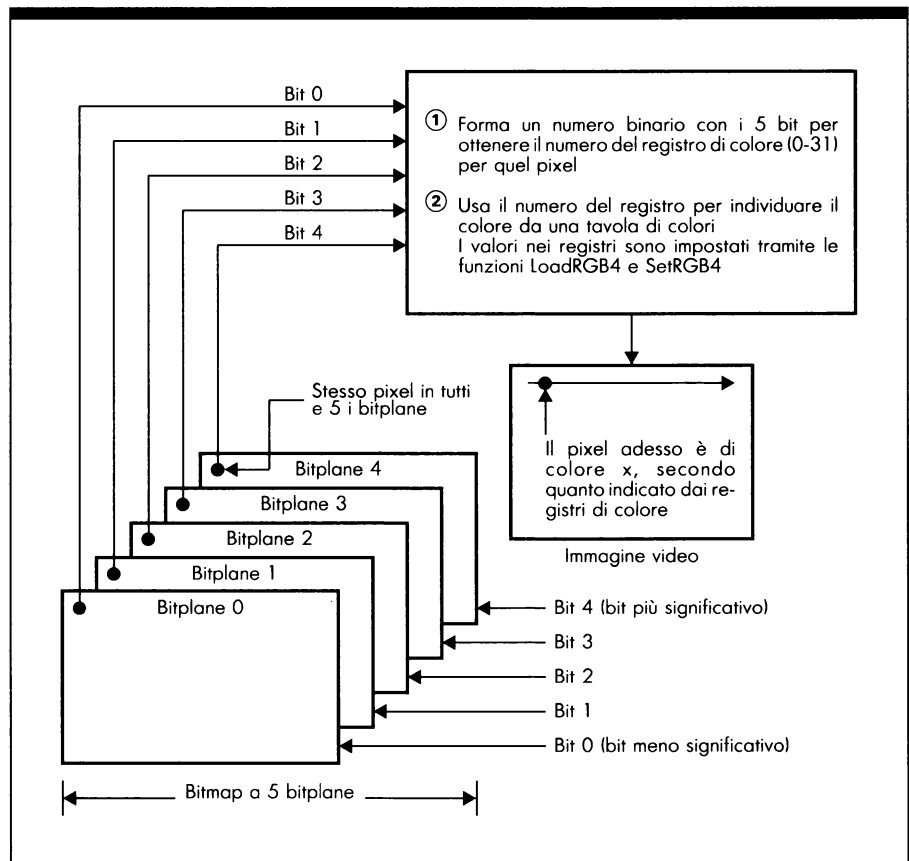 Bit 0
Bit 1
Bit 2
Bit 3
Bit 4
① Forma un numero binario con i 5 bit per
ottenere il numero del registro di colore (0-31)
per quel pixel
② Usa il numero del registro per individuare il
colore da una tavola di colori
I valori nei registri sono impostati tramite le
funzioni LoadRGB4 e SetRGB4
Stesso pixel in tutti
e 5 i bitplane
Il pixel adesso è di
colore x, secondo
quanto indicato dai re-
gistri di colore
Immagine video
Bitplane 4
Bitplane 3
Bitplane 2
Bitplane 1
Bitplane 0
Bit 4 (bit più significativo)
Bit 3
Bit 2
Bit 1
Bit 0 (bit meno significativo)
Bitmap a 5 bitplane